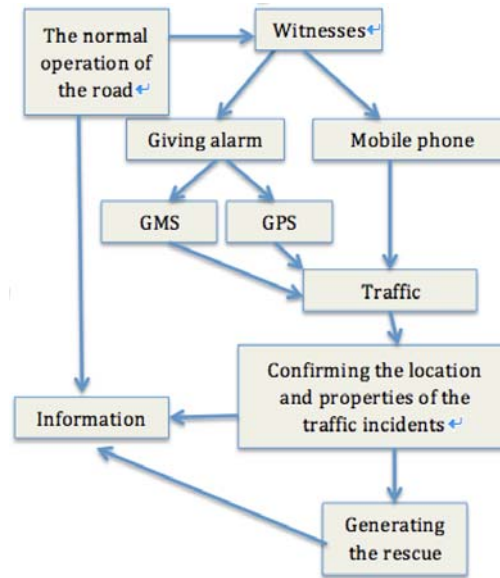 The normal
operation of
the road↵
Witnesses↵
Giving alarm
Mobile phone
GMS
GPS
Traffic
Confirming the location
and properties of the
traffic incidents ↵
Information
Generating
the rescue